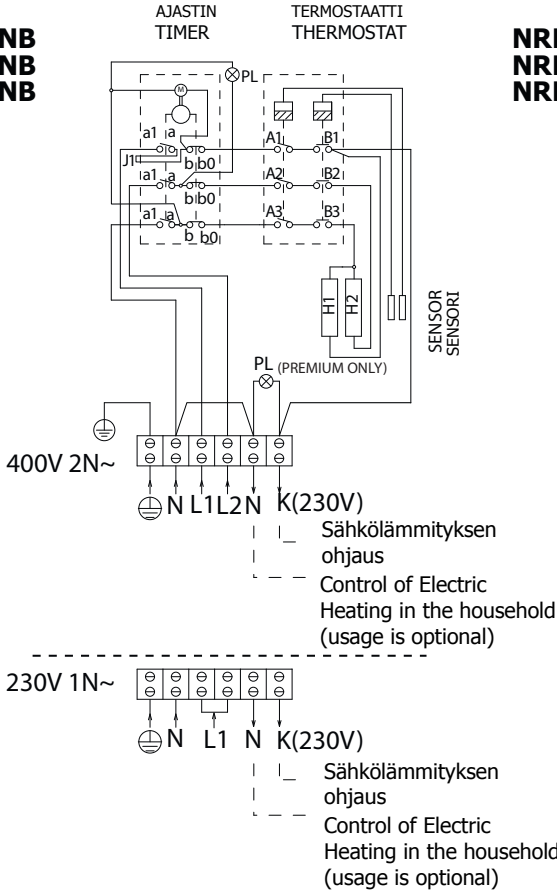 AJASTIN
TIMER
TERMOSTAATTI
THERMOSTAT
NB
NB
NB
NRI
NRI
NRI
PL
M
a1 a
A1
B1
J1
b b0
a1 a
A2
B2
b b0
a1 a
A3
B3
b b0
H1
H2
SENSOR
SENSORI
PL (PREMIUM ONLY)
400V 2N~
N L1 L2 N K(230V)
Sähkölämmityksen
ohjaus
Control of Electric
Heating in the household
(usage is optional)
230V 1N~
N L1 N K(230V)
Sähkölämmityksen
ohjaus
Control of Electric
Heating in the household
(usage is optional)